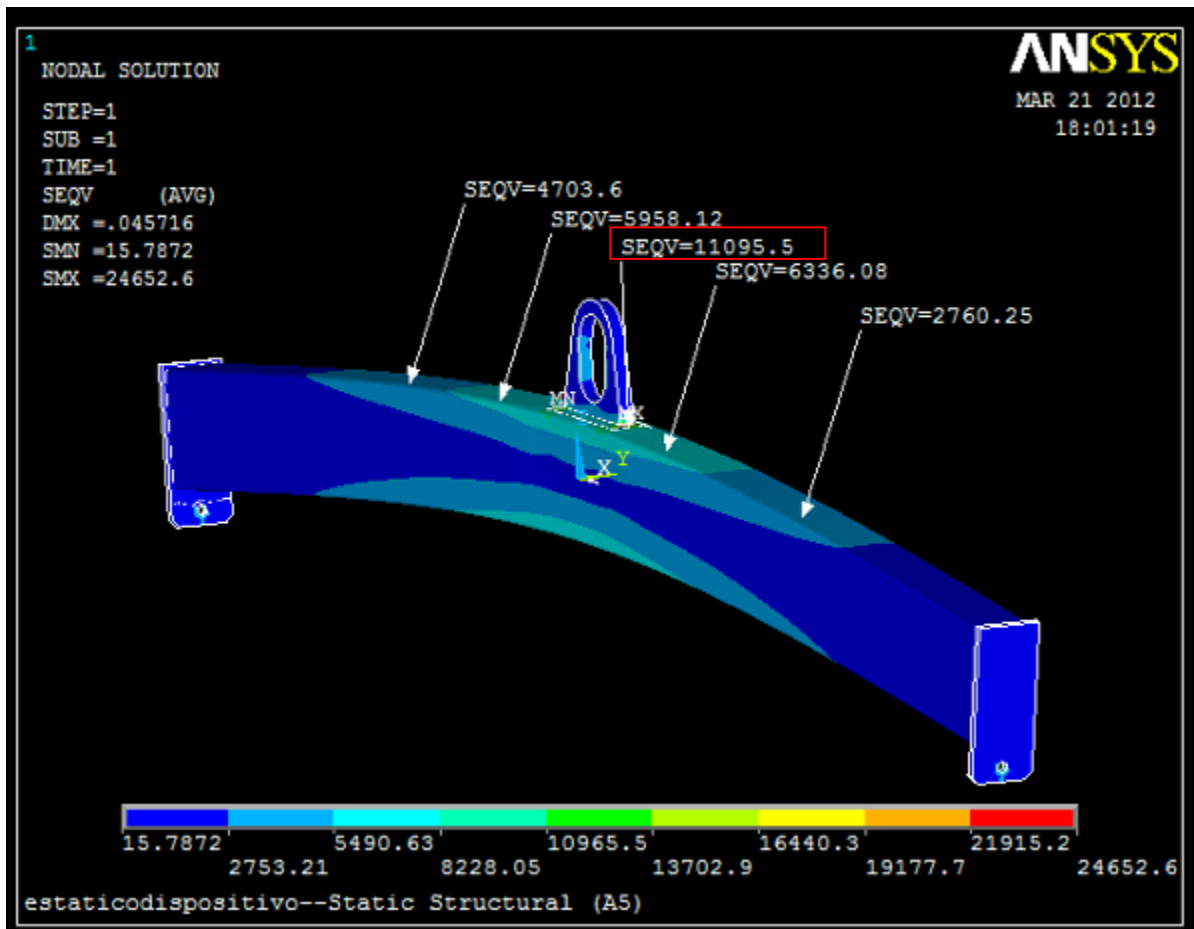 1
ANSYS
NODAL SOLUTION
MAR 21 2012
18:01:19
STEP=1
SUB =1
TIME=1
SEQV (AVG)
DMX =.045716
SMN =15.7872
SMX =24652.6
SEQV=4703.6
SEQV=5958.12
SEQV=11095.5
SEQV=6336.08
SEQV=2760.25
MN
MX
X
Y
15.7872 5490.63 10965.5 16440.3 21915.2
2753.21 8228.05 13702.9 19177.7 24652.6
estaticodispositivo--Static Structural (A5)